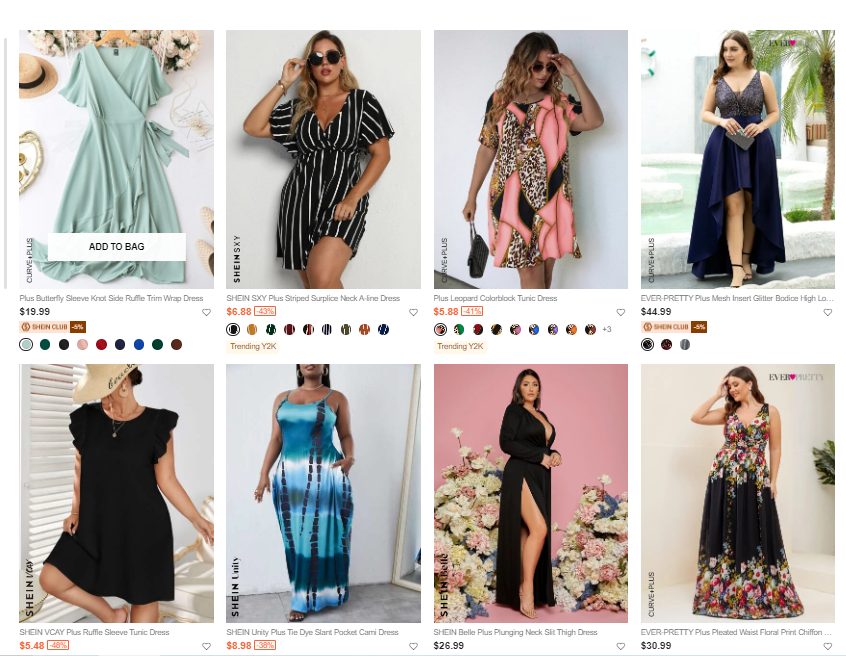 EVER PRETTY
ADD TO BAG
CURVE+PLUS
SHEIN SXY
CURVE+PLUS
CURVE+PLUS
Plus Butterfly Sleeve Knot Side Ruffle Trim Wrap Dress
$19.99
SHEIN CLUB -5%
SHEIN SXY Plus Striped Surplice Neck A-line Dress
$6.88 -43%
Trending Y2K
Plus Leopard Colorblock Tunic Dress
$5.88 -41%
+3
Trending Y2K
EVER-PRETTY Plus Mesh Insert Glitter Bodice High Lo...
$44.99
SHEIN CLUB -5%
EVER PRETTY
SHEIN VCAY
SHEIN Unity
SHEIN Belle
CURVE+PLUS
SHEIN VCAY Plus Ruffle Sleeve Tunic Dress
$5.48 -48%
SHEIN Unity Plus Tie Dye Slant Pocket Cami Dress
$8.98 -38%
SHEIN Belle Plus Plunging Neck Slit Thigh Dress
$26.99
EVER-PRETTY Plus Pleated Waist Floral Print Chiffon ...
$30.99